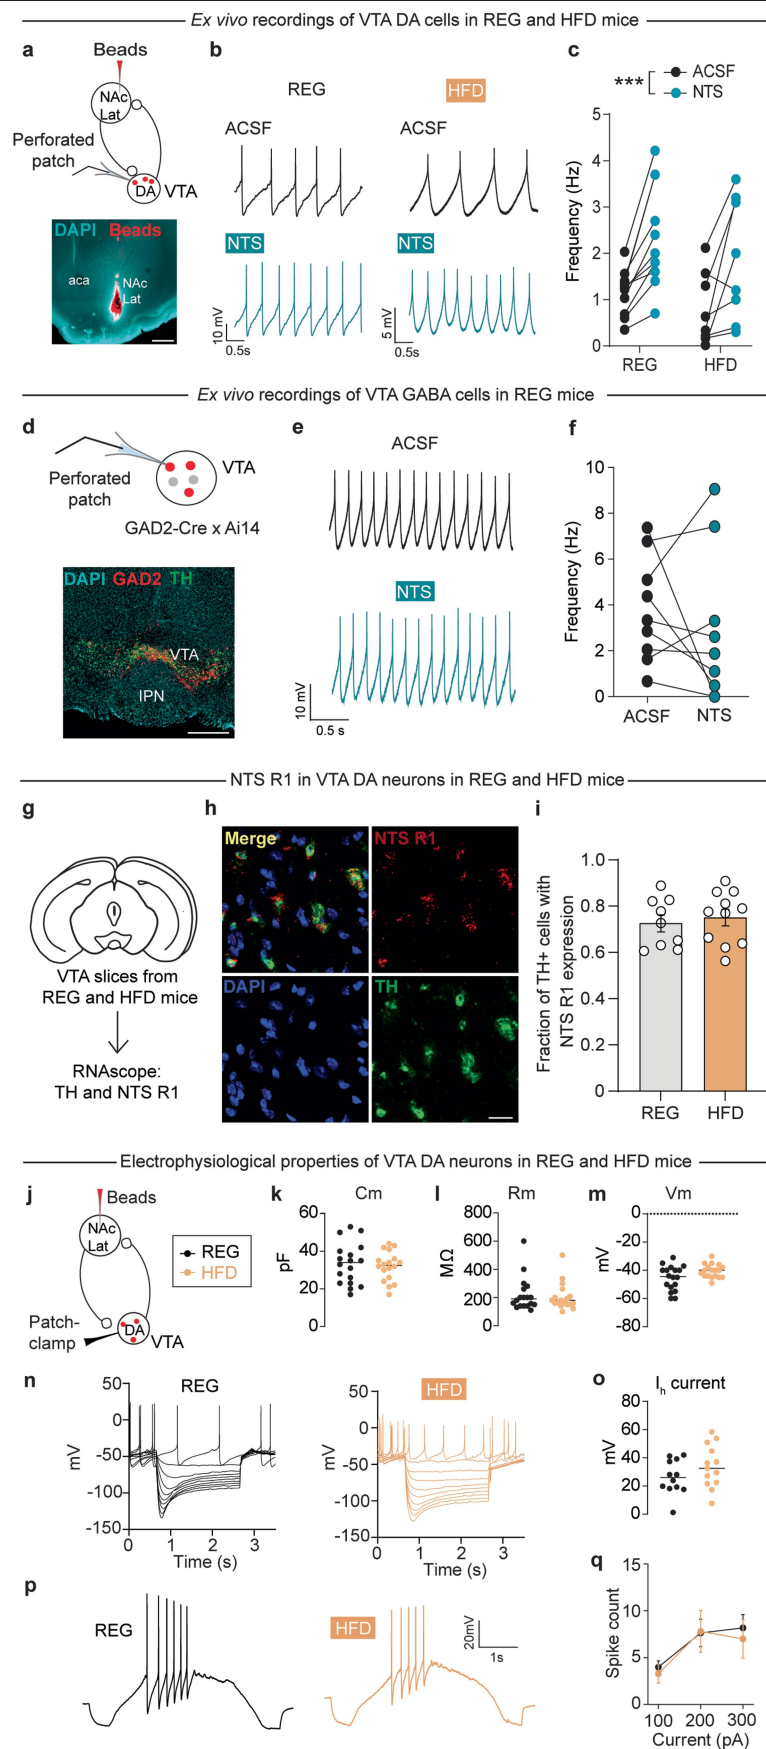 Ex vivo recordings of VTA DA cells in REG and HFD mice
a
Beads
NAc
Lat
Perforated
patch
DA
VTA
DAPI Beads
aca
NAc
Lat
b
REG
HFD
ACSF
ACSF
NTS
NTS
10 mV
0.5s
5 mV
0.5s
c
ACSF
*** NTS
Frequency (Hz)
5
4
3
2
1
0
REG
HFD
Ex vivo recordings of VTA GABA cells in REG mice
d
VTA
Perforated
patch
GAD2-Cre x Ai14
DAPI GAD2 TH
VTA
IPN
e
ACSF
NTS
10 mV
0.5 s
f
Frequency (Hz)
10
8
6
4
2
0
ACSF
NTS
NTS R1 in VTA DA neurons in REG and HFD mice
g
VTA slices from
REG and HFD mice
RNAscope:
TH and NTS R1
h
Merge
NTS R1
DAPI
TH
i
Fraction of TH+ cells with
NTS R1 expression
1.0
0.8
0.6
0.4
0.2
0
REG
HFD
Electrophysiological properties of VTA DA neurons in REG and HFD mice
j
Beads
NAc
Lat
REG
HFD
Patch-
clamp
DA
VTA
k
Cm
pF
60
40
20
0
l
Rm
MΩ
800
600
400
200
0
m
Vm
mV
0
-20
-40
-60
-80
n
REG
mV
50
0
-50
-100
-150
0 1 2 3
Time (s)
HFD
mV
50
0
-50
-100
-150
0 1 2 3
Time (s)
o
Ih current
mV
80
60
40
20
0
p
REG
HFD
20mV
1s
q
Spike count
15
10
5
0
100 200 300
Current (pA)